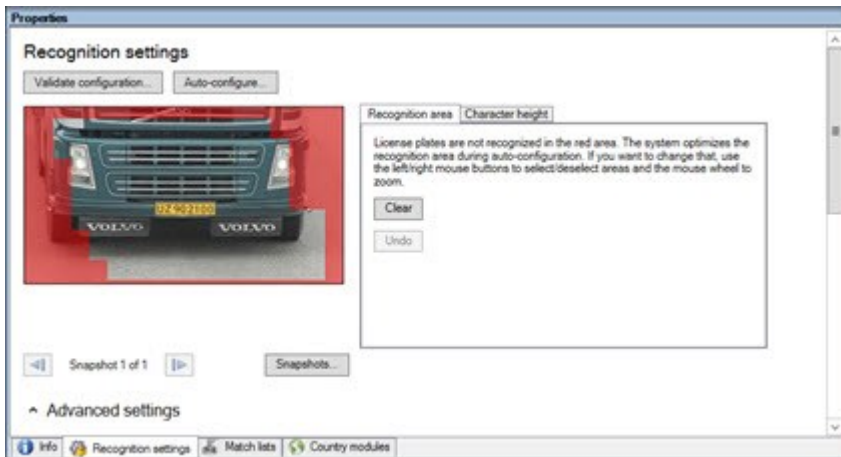 Properties
Recognition settings
Validate configuration...
Auto-configure...
Recognition area
Character height
License plates are not recognized in the red area. The system optimizes the
recognition area during auto-configuration. If you want to change that, use
the left/right mouse buttons to select/deselect areas and the mouse wheel to
zoom.
Clear
Undo
VOLVO
VOLVO
Snapshot 1 of 1
Snapshots...
Advanced settings
Info
Recognition settings
Match lists
Country modules